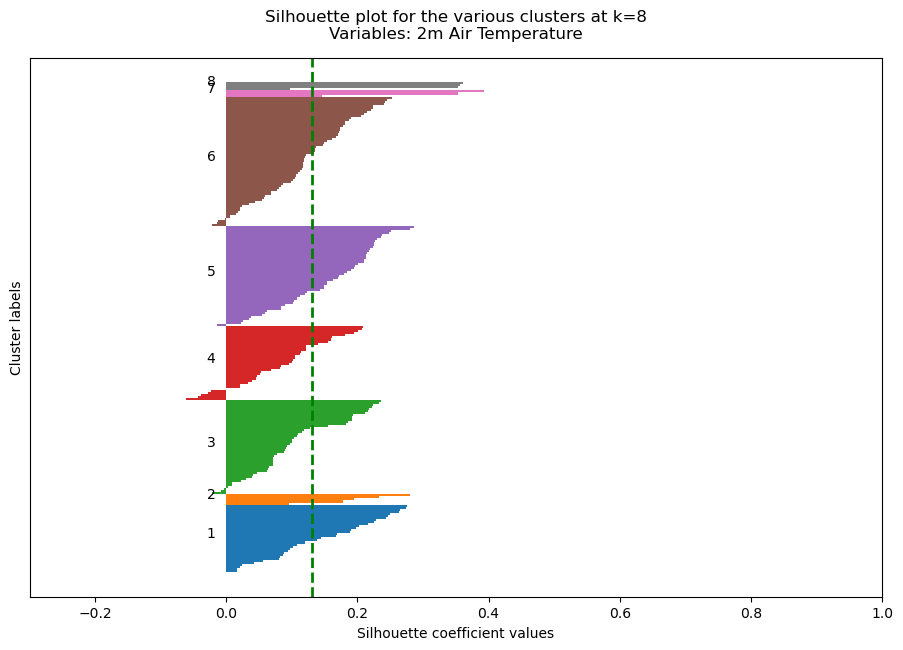 Silhouette plot for the various clusters at k=8
Variables: 2m Air Temperature
Cluster labels
8
7
6
5
4
3
2
1
−0.2 0.0 0.2 0.4 0.6 0.8 1.0
Silhouette coefficient values